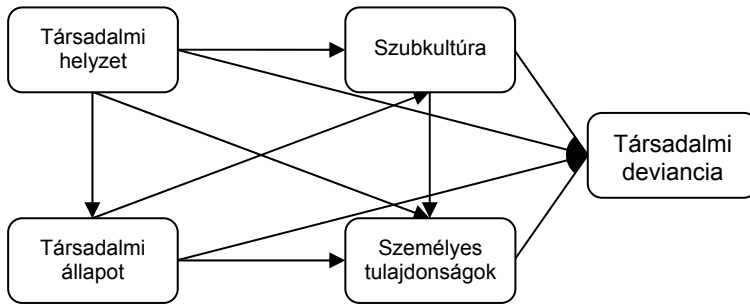 Társadalmi
helyzet
Szubkultúra
Társadalmi
deviancia
Társadalmi
állapot
Személyes
tulajdonságok